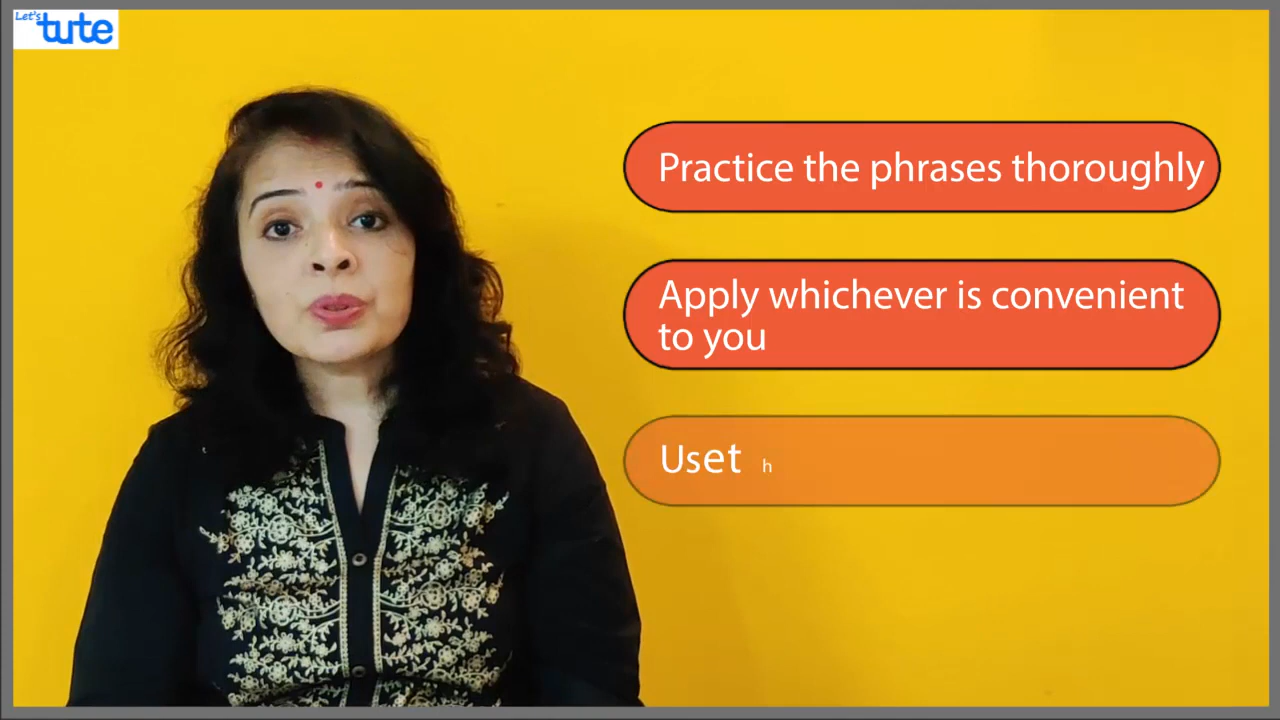 Let's
tute
Practice the phrases thoroughly
Apply whichever is convenient
to you
Uset h